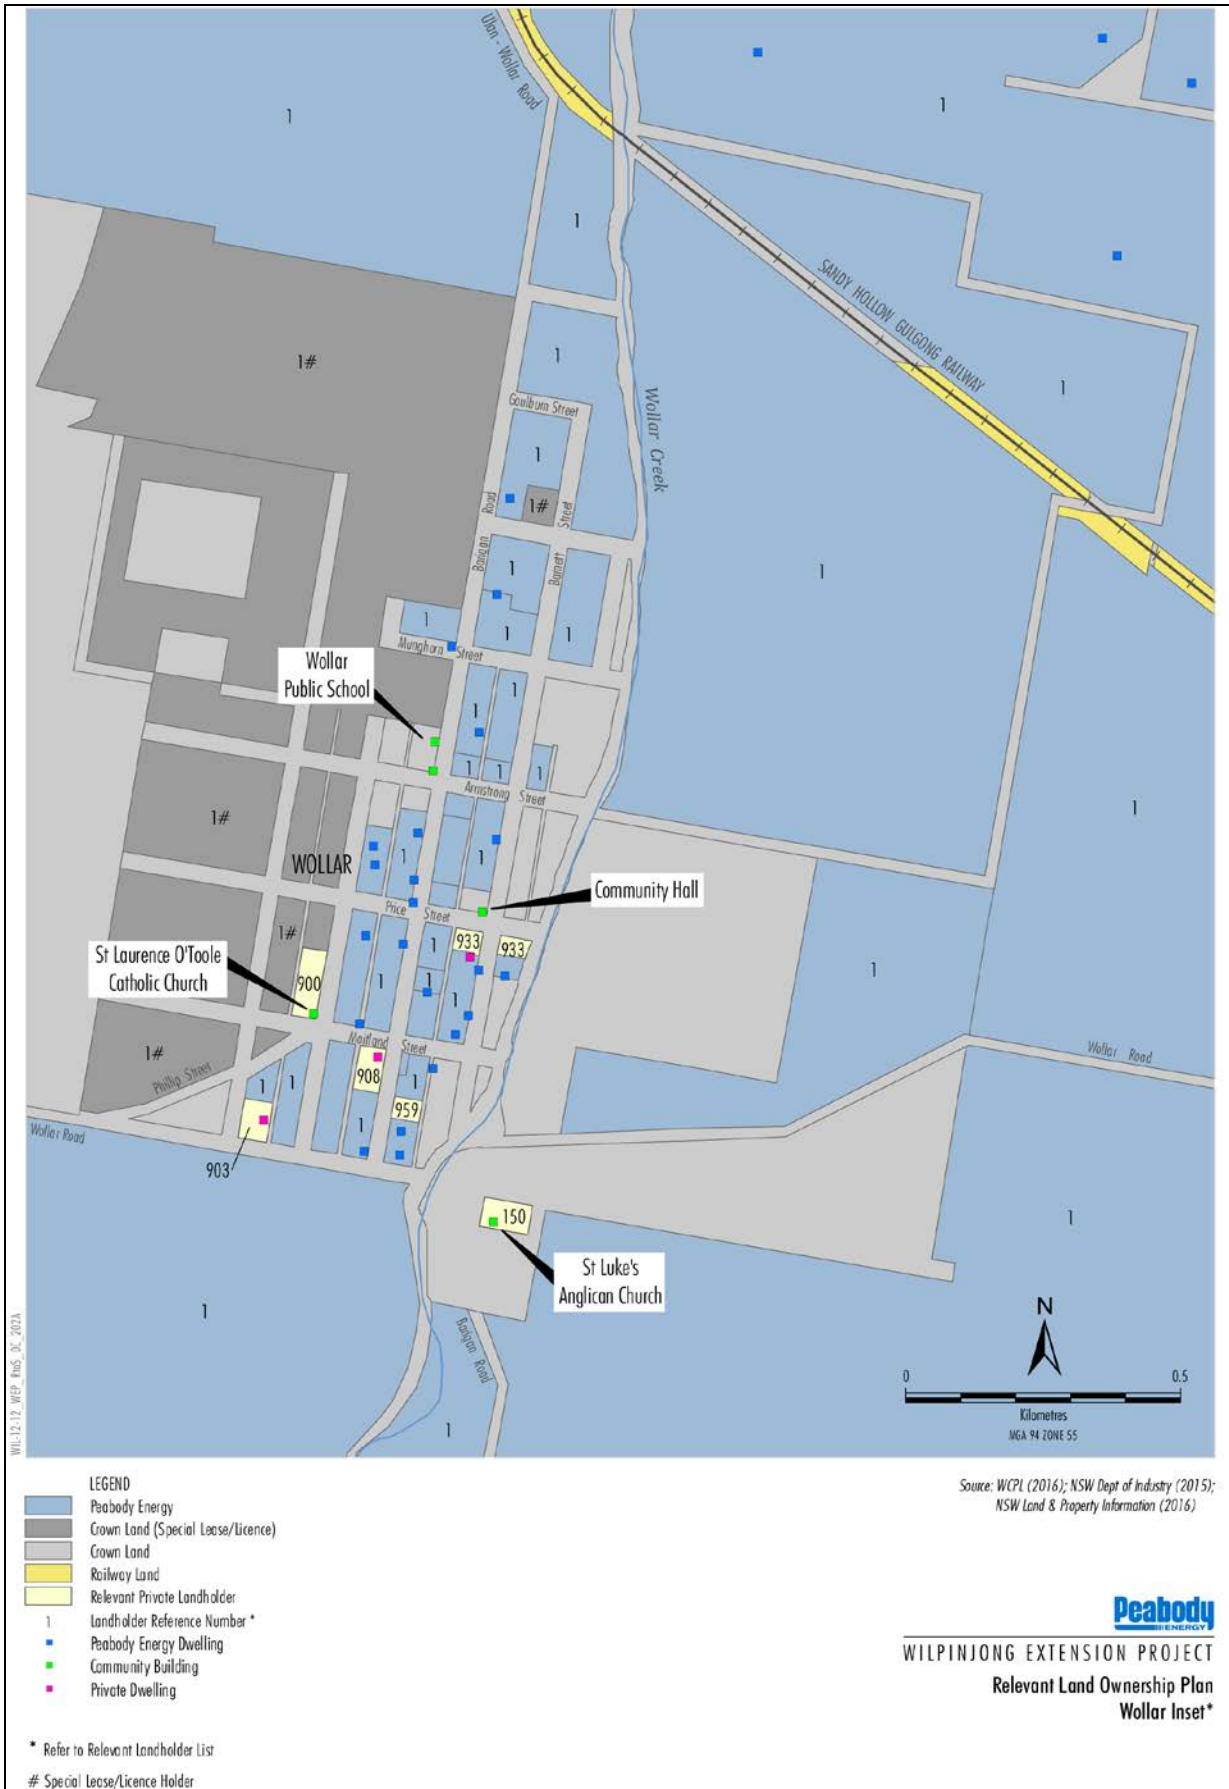 Ulan - Wollar Road
1
1
1
SANDY HOLLOW GULGONG RAILWAY
1#
1
1
Goulburn Street
Wollar Creek
1
1#
Barigan Road
Barnett Street
1
1
1
1
1
Munghorn Street
Wollar
Public School
1
1
1
1
1
Armstrong Street
1
1#
WOLLAR
1
1
Community Hall
Price Street
1#
933
933
1
St Laurence O'Toole
Catholic Church
900
1
1
1
1
Maitland Street
1#
Phillip Street
Wollar Road
1
1
908
1
959
1
Wollar Road
903
150
1
St Luke's
Anglican Church
1
Barigan Road
1
N
0 0.5
Kilometres
MGA 94 ZONE 55
WIL-12-12_WEP_RtoS_DC_202A
LEGEND
Peabody Energy
Crown Land (Special Lease/Licence)
Crown Land
Railway Land
Relevant Private Landholder
1 Landholder Reference Number *
Peabody Energy Dwelling
Community Building
Private Dwelling
* Refer to Relevant Landholder List
# Special Lease/Licence Holder
Source: WCPL (2016); NSW Dept of Industry (2015);
NSW Land & Property Information (2016)
Peabody
ENERGY
WILPINJONG EXTENSION PROJECT
Relevant Land Ownership Plan
Wollar Inset*